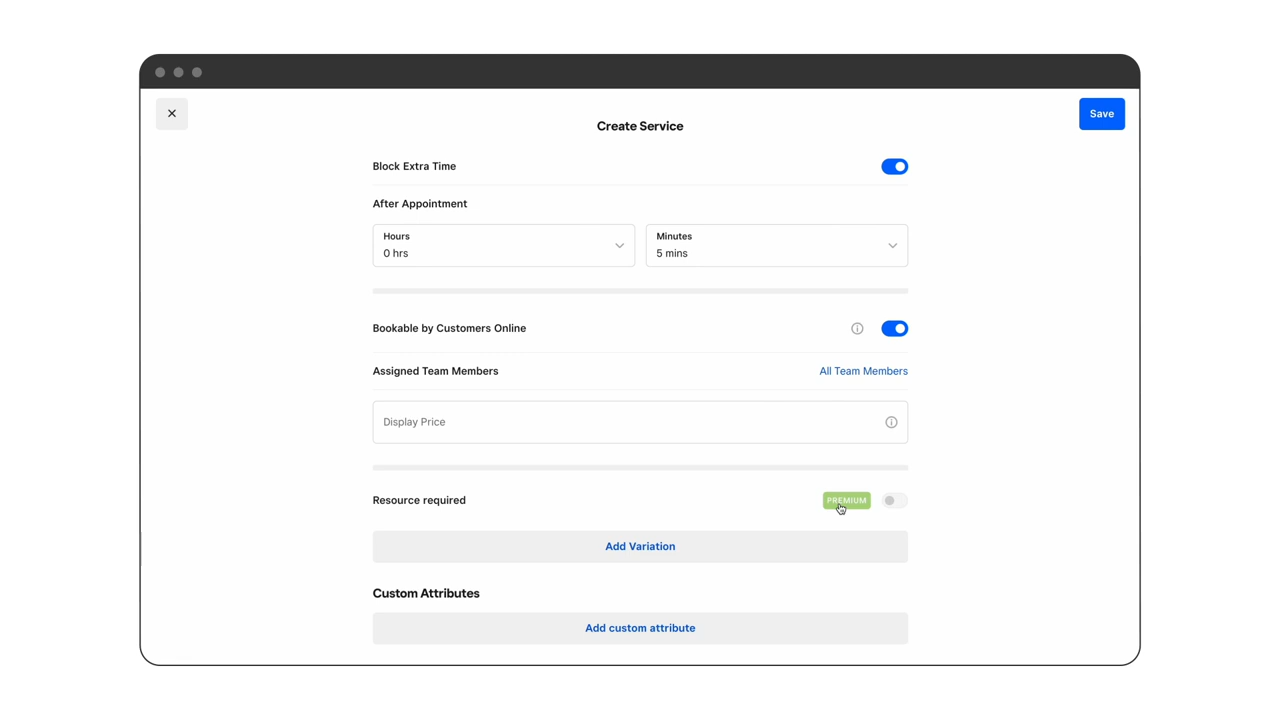 Save
Create Service
Block Extra Time
After Appointment
Hours
0 hrs
Minutes
5 mins
Bookable by Customers Online
Assigned Team Members
All Team Members
Display Price
Resource required
PREMIUM
Add Variation
Custom Attributes
Add custom attribute